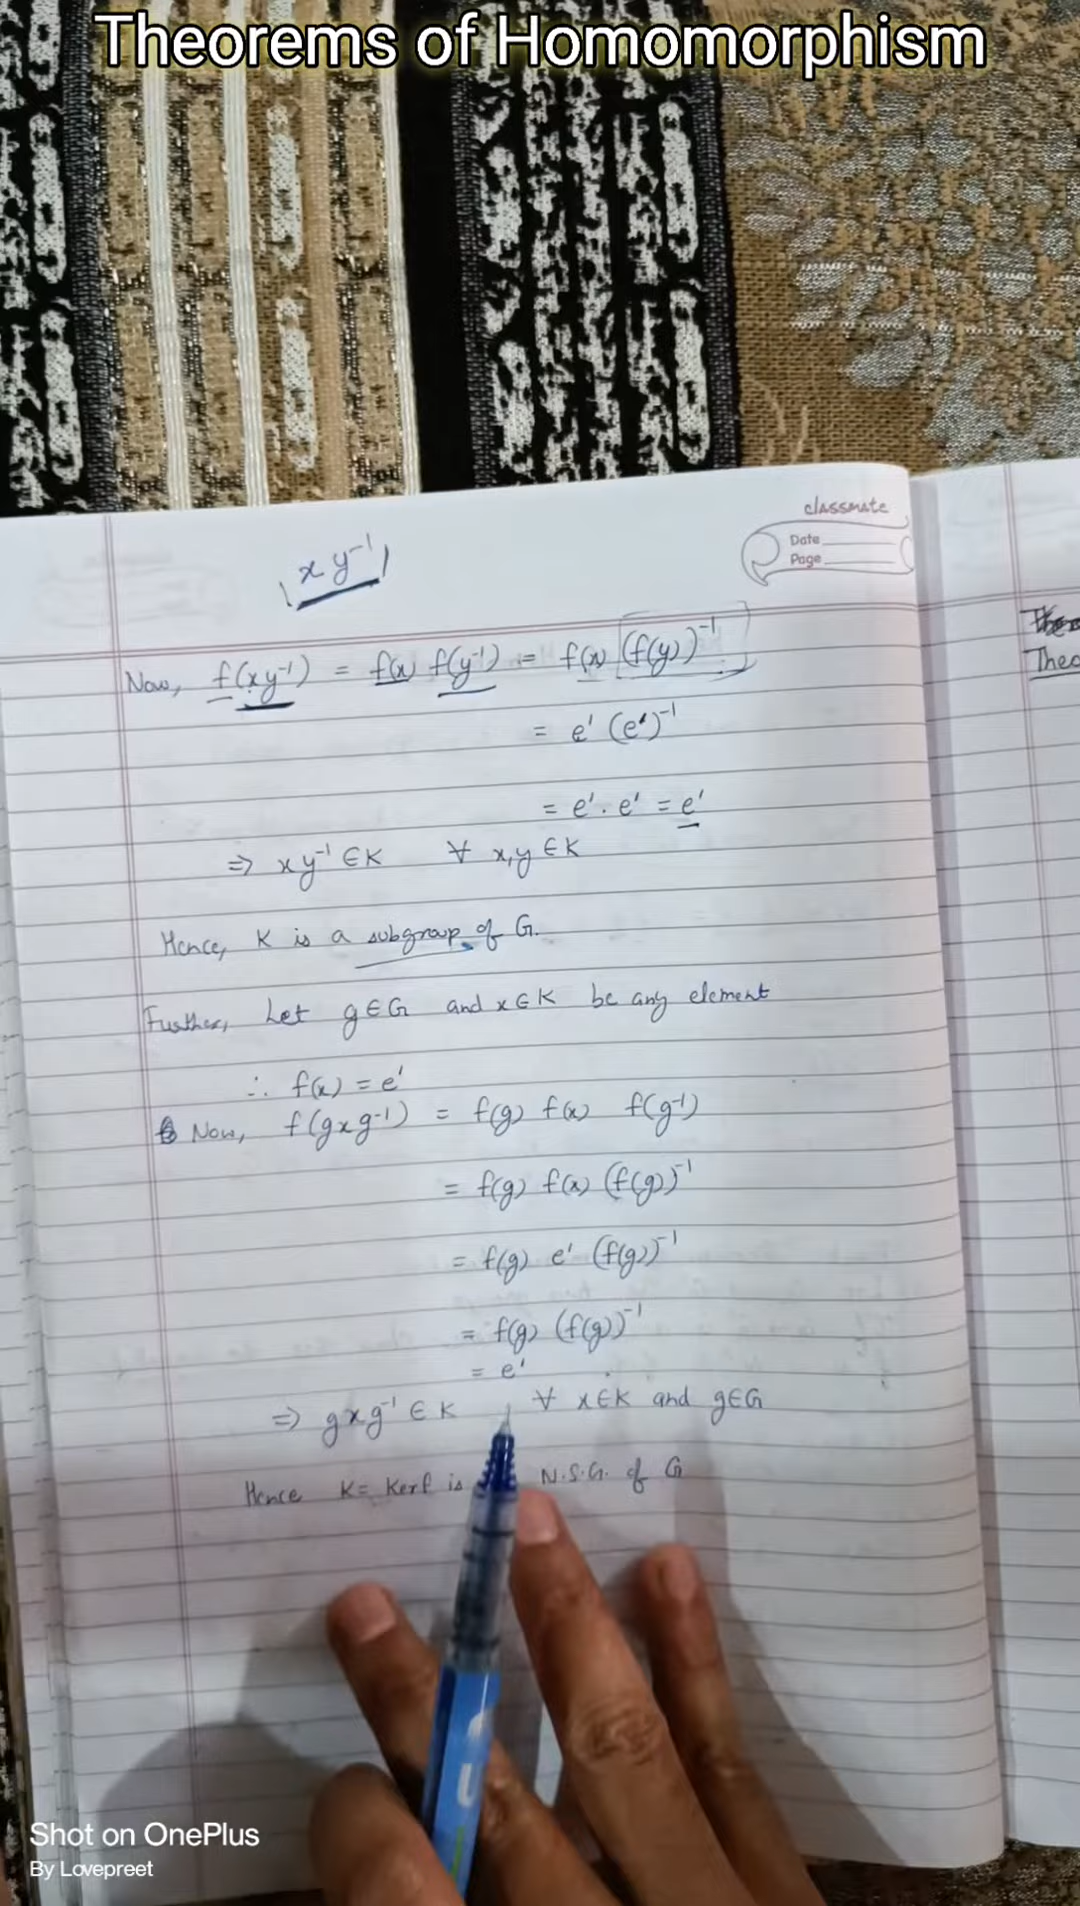 Theorems of Homomorphism
classmate
Date
Page
x y⁻¹
Theo
Now, f(xy⁻¹) = f(x) f(y⁻¹) = f(x) (f(y))⁻¹
= e' (e')⁻¹
= e'. e' = e'
⇒ x y⁻¹ ∈ K ∀ x,y ∈ K
Hence, K is a subgroup of G.
Further, Let g ∈ G and x ∈ K be any element
∴ f(x) = e'
Now, f(gxg⁻¹) = f(g) f(x) f(g⁻¹)
= f(g) f(x) (f(g))⁻¹
= f(g) e' (f(g))⁻¹
= f(g) (f(g))⁻¹
= e'
⇒ gxg⁻¹ ∈ K ∀ x ∈ K and g ∈ G
Hence K = Kerf is N.S.G. of G
Shot on OnePlus
By Lovepreet